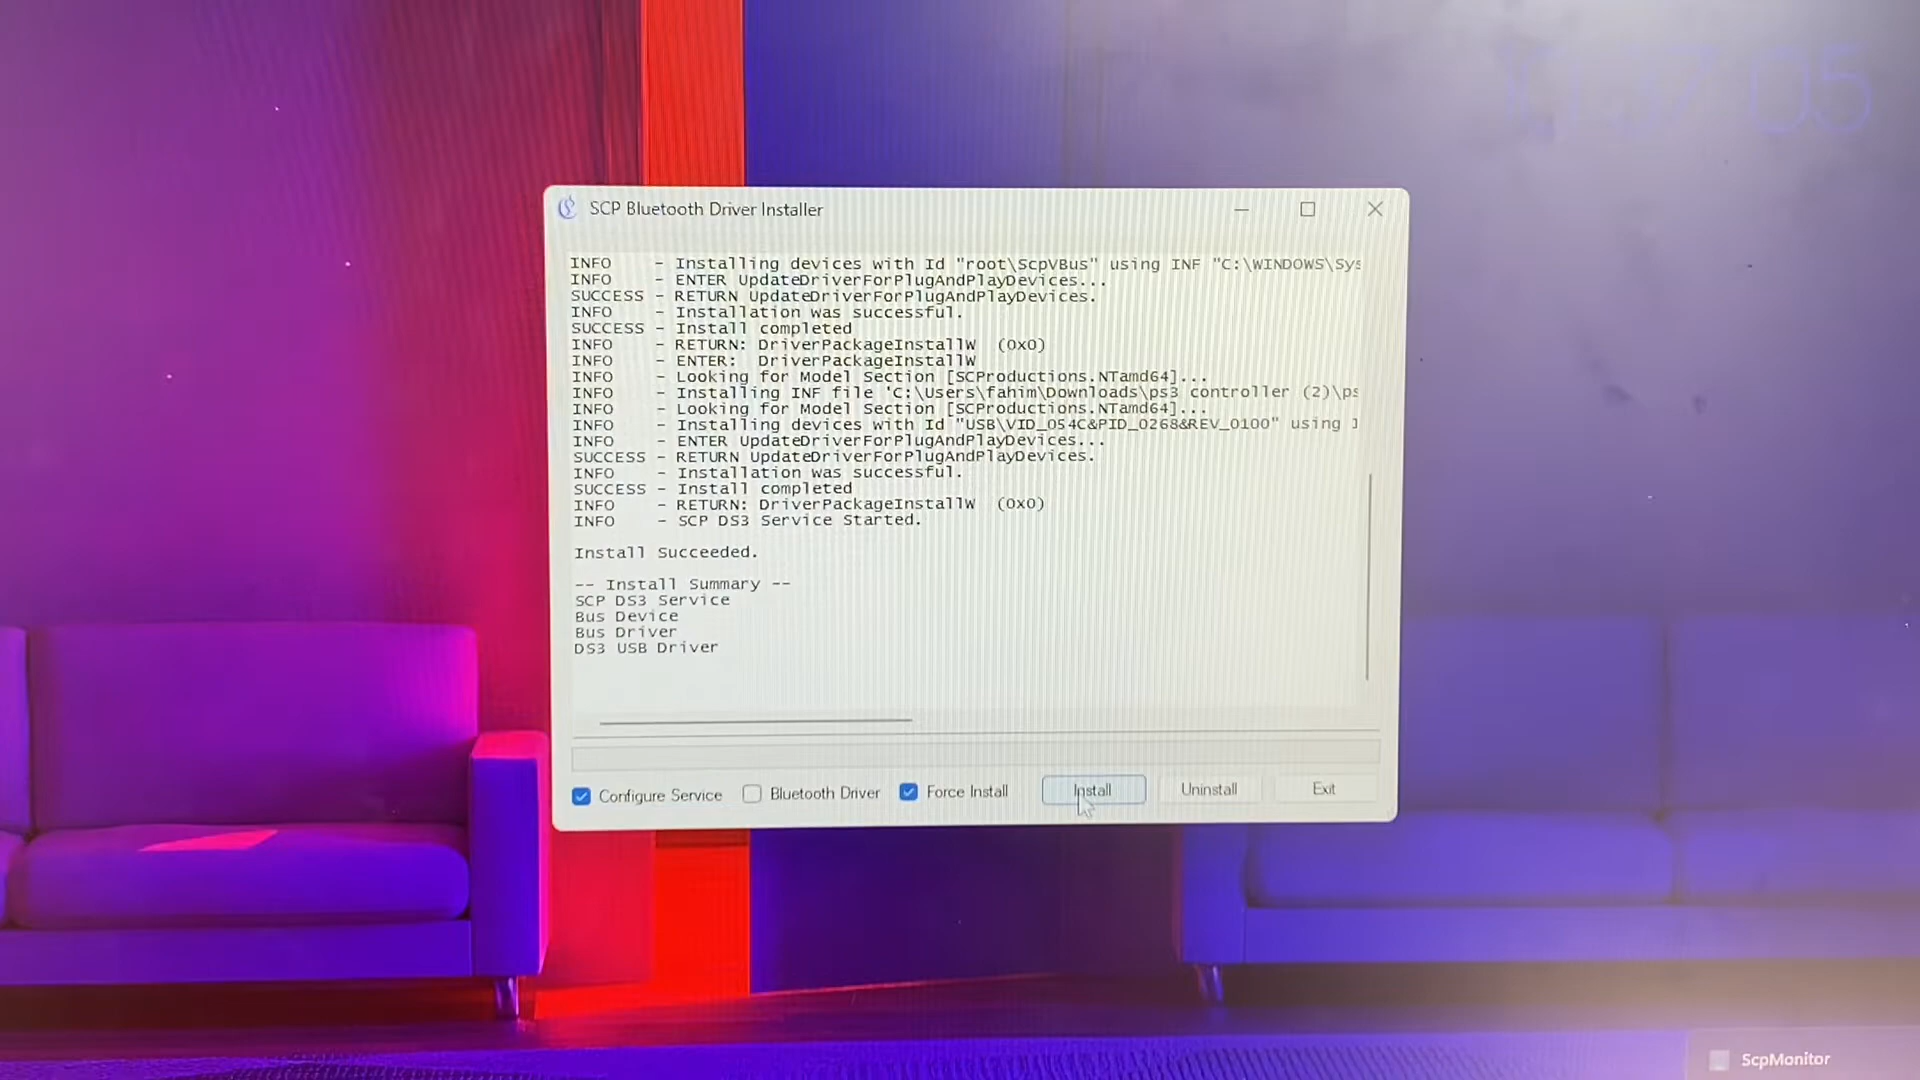 SCP Bluetooth Driver Installer
INFO - Installing devices with Id "root\ScpVBus" using INF "C:\WINDOWS\Sys
INFO - ENTER UpdateDriverForPlugAndPlayDevices...
SUCCESS - RETURN UpdateDriverForPlugAndPlayDevices.
INFO - Installation was successful.
SUCCESS - Install completed
INFO - RETURN: DriverPackageInstallW (0x0)
INFO - ENTER: DriverPackageInstallW
INFO - Looking for Model Section [SCProductions.NTamd64]...
INFO - Installing INF file 'C:\Users\fahim\Downloads\ps3 controller (2)\ps
INFO - Looking for Model Section [SCProductions.NTamd64]...
INFO - Installing devices with Id "USB\VID_054C&PID_0268&REV_0100" using
INFO - ENTER UpdateDriverForPlugAndPlayDevices...
SUCCESS - RETURN UpdateDriverForPlugAndPlayDevices.
INFO - Installation was successful.
SUCCESS - Install completed
INFO - RETURN: DriverPackageInstallW (0x0)
INFO - SCP DS3 Service Started.
Install Succeeded.
-- Install Summary --
SCP DS3 Service
Bus Device
Bus Driver
DS3 USB Driver
Configure Service Bluetooth Driver Force Install Install Uninstall Exit
ScpMonitor